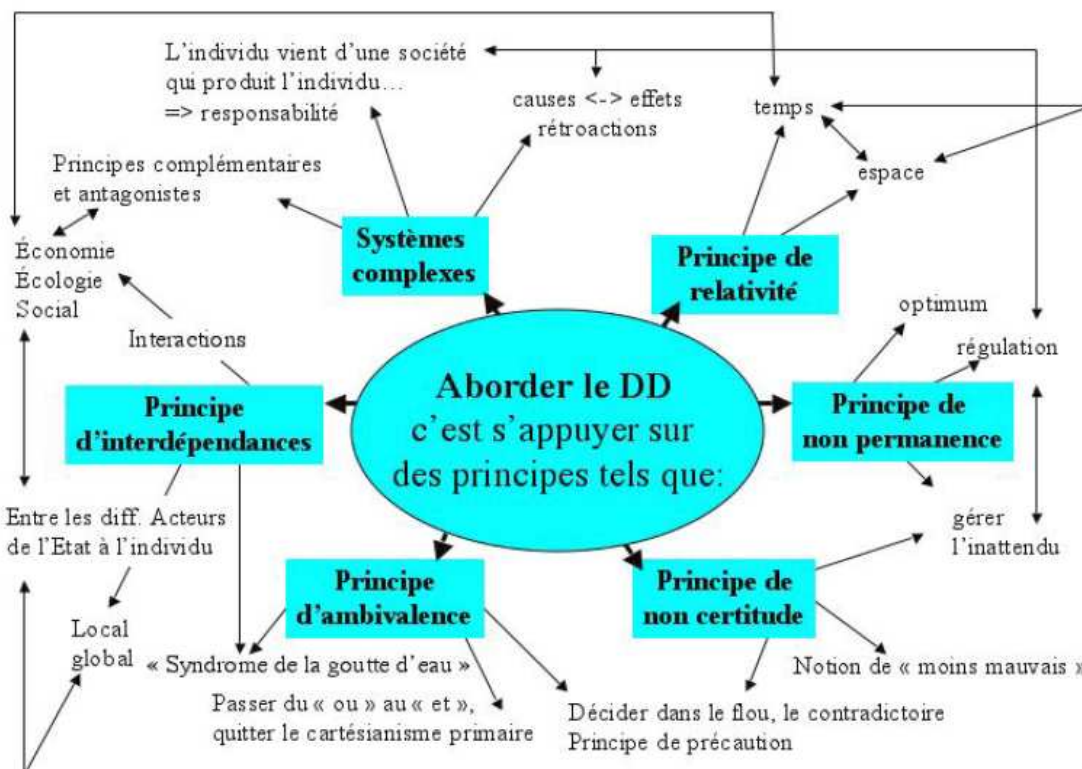 L’individu vient d’une société
qui produit l’individu...
=> responsabilité
causes <-> effets
rétroactions
temps
espace
Principes complémentaires
et antagonistes
Économie
Écologie
Social
Systèmes
complexes
Principe de
relativité
optimum
régulation
Interactions
Principe
d’interdépendances
Aborder le DD
c’est s’appuyer sur
des principes tels que:
Principe de
non permanence
Entre les diff. Acteurs
de l’Etat à l’individu
gérer
l’inattendu
Principe
d’ambivalence
Principe de
non certitude
Local
global
« Syndrome de la goutte d’eau »
Notion de « moins mauvais »
Passer du « ou » au « et »,
quitter le cartésianisme primaire
Décider dans le flou, le contradictoire
Principe de précaution